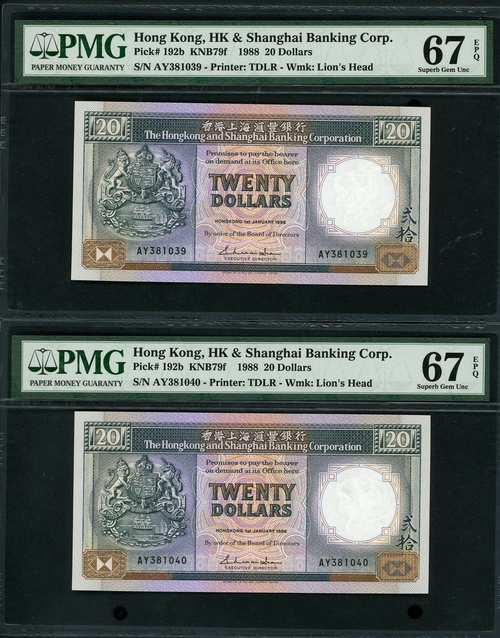 PMG
PAPER MONEY GUARANTY
Hong Kong, HK & Shanghai Banking Corp.
Pick# 192b KNB79f 1988 20 Dollars
S/N AY381039 - Printer: TDLR - Wmk: Lion's Head
67 EPQ
Superb Gem Unc
20
香港上海滙豐銀行
20
The Hongkong and Shanghai Banking Corporation
Promises to pay the bearer
on demand at its Office here
TWENTY
DOLLARS
HONGKONG 1st JANUARY 1988
By order of the Board of Directors
EXECUTIVE DIRECTOR
AY381039
AY381039
贰拾
PMG
PAPER MONEY GUARANTY
Hong Kong, HK & Shanghai Banking Corp.
Pick# 192b KNB79f 1988 20 Dollars
S/N AY381040 - Printer: TDLR - Wmk: Lion's Head
67 EPQ
Superb Gem Unc
20
香港上海滙豐銀行
20
The Hongkong and Shanghai Banking Corporation
Promises to pay the bearer
on demand at its Office here
TWENTY
DOLLARS
HONGKONG 1st JANUARY 1988
By order of the Board of Directors
EXECUTIVE DIRECTOR
AY381040
AY381040
贰拾